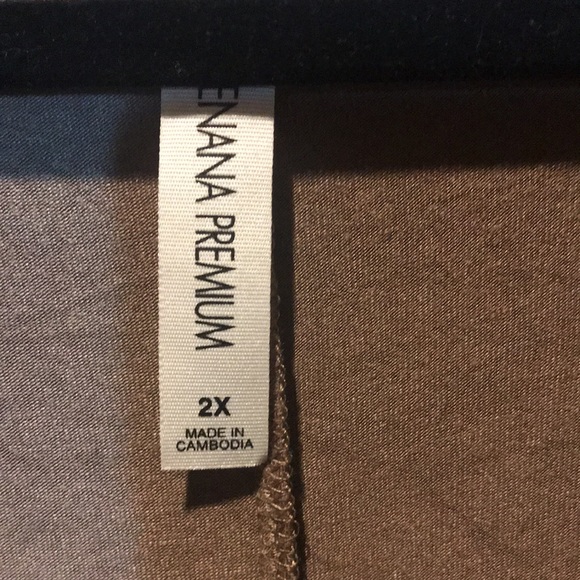 ENANA PREMIUM
2X
MADE IN
CAMBODIA